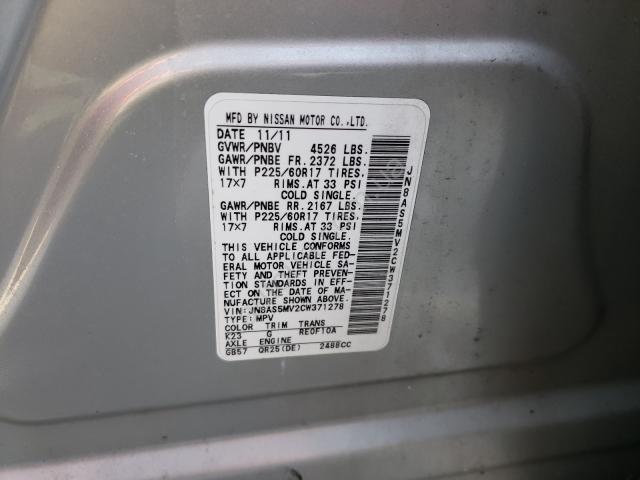 MFD BY NISSAN MOTOR CO.,LTD.
DATE 11/11
GVWR/PNBV 4526 LBS.
GAWR/PNBE FR. 2372 LBS.
WITH P225/60R17 TIRES.
17x7 RIMS.AT 33 PSI
COLD SINGLE.
GAWR/PNBE RR. 2167 LBS.
WITH P225/60R17 TIRES.
17x7 RIMS.AT 33 PSI
COLD SINGLE.
THIS VEHICLE CONFORMS
TO ALL APPLICABLE FED-
ERAL MOTOR VEHICLE SA-
FETY AND THEFT PREVEN-
TION STANDARDS IN EFF-
ECT ON THE DATE OF MA-
NUFACTURE SHOWN ABOVE.
VIN:JN8AS5MV2CW371278
TYPE:MPV
COLOR TRIM TRANS
K23 G RE0F10A
AXLE ENGINE
GB57 QR25(DE) 2488CC
JN8AS5MV2CW371278